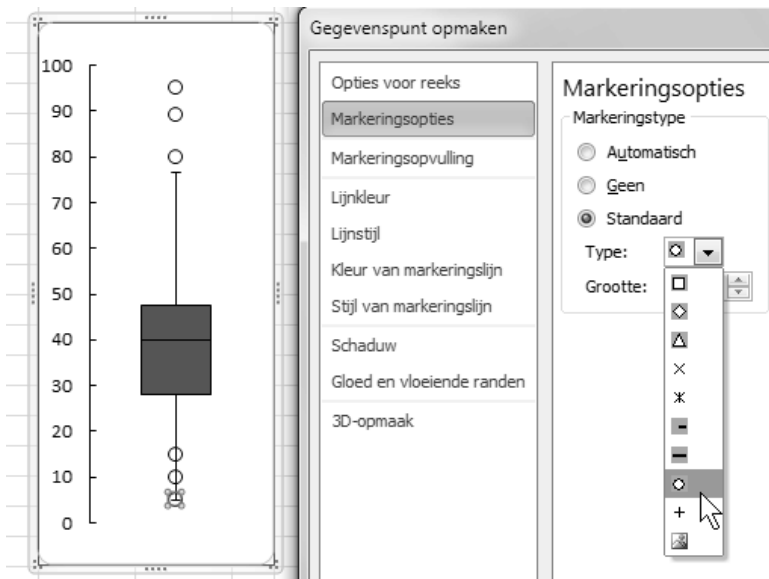 100
90
80
70
60
50
40
30
20
10
0
Gegevenspunt opmaken
Opties voor reeks
Markeringsopties
Markeringsopvulling
Lijnkleur
Lijnstijl
Kleur van markeringslijn
Stijl van markeringslijn
Schaduw
Gloed en vloeiende randen
3D-opmaak
Markeringsopties
Markeringstype
Automatisch
Geen
Standaard
Type:
Grootte: